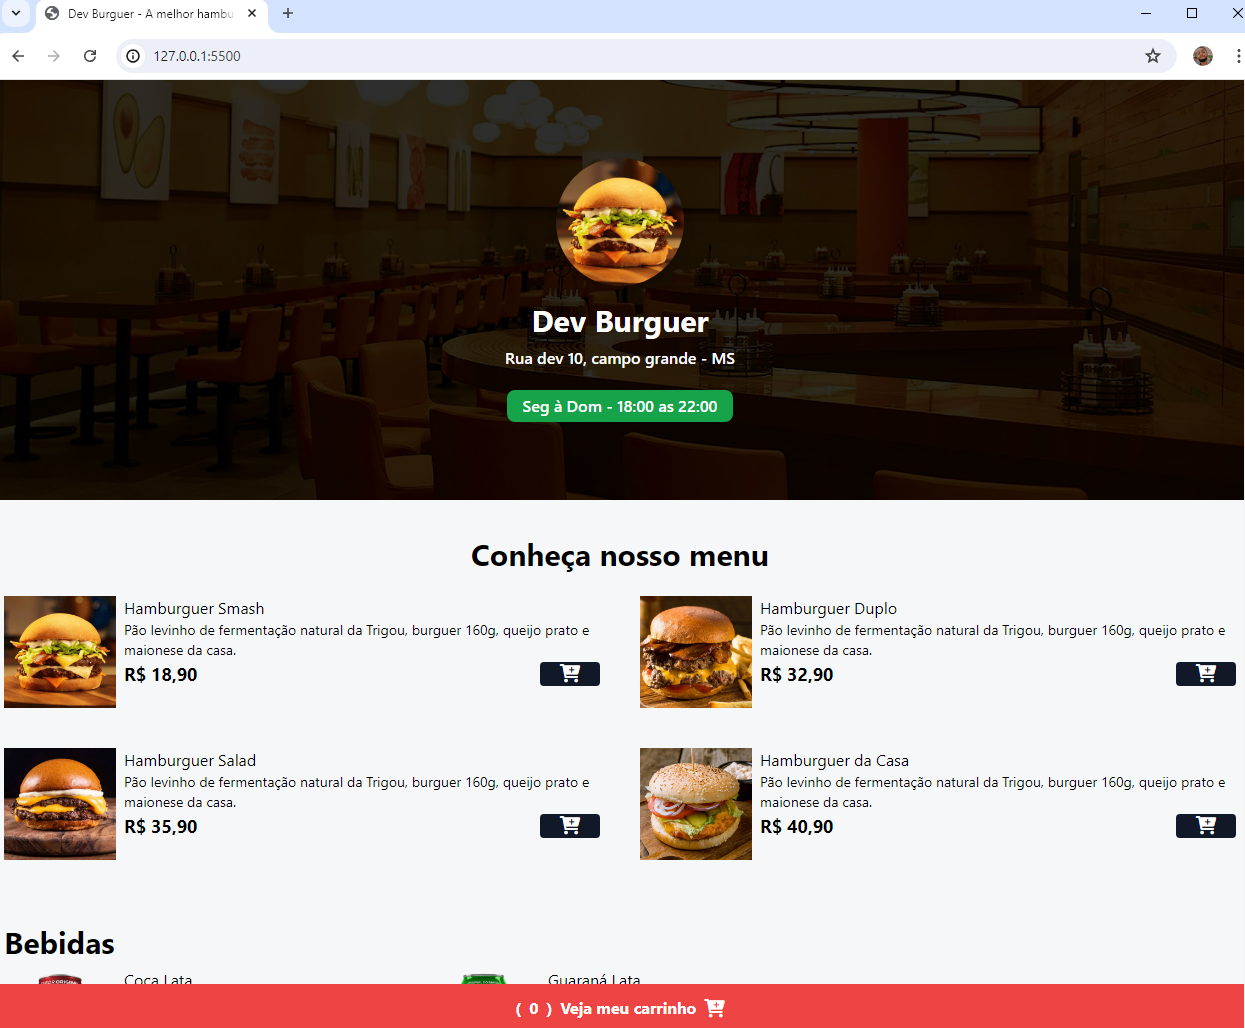 Dev Burguer - A melhor hambu
127.0.0.1:5500
Dev Burguer
Rua dev 10, campo grande - MS
Seg à Dom - 18:00 as 22:00
Conheça nosso menu
Hamburguer Smash
Pão levinho de fermentação natural da Trigou, burguer 160g, queijo prato e
maionese da casa.
R$ 18,90
Hamburguer Duplo
Pão levinho de fermentação natural da Trigou, burguer 160g, queijo prato e
maionese da casa.
R$ 32,90
Hamburguer Salad
Pão levinho de fermentação natural da Trigou, burguer 160g, queijo prato e
maionese da casa.
R$ 35,90
Hamburguer da Casa
Pão levinho de fermentação natural da Trigou, burguer 160g, queijo prato e
maionese da casa.
R$ 40,90
Bebidas
Coca Lata
Guaraná Lata
( 0 ) Veja meu carrinho